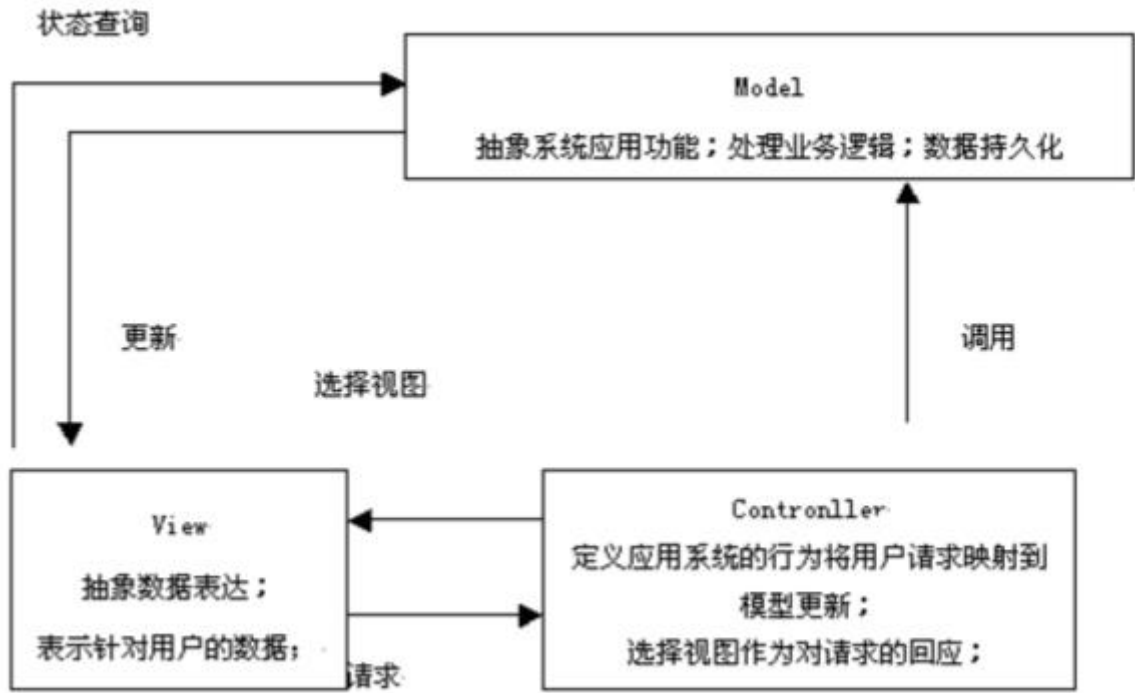 状态查询
Model
抽象系统应用功能；处理业务逻辑；数据持久化
更新
调用
选择视图
View
抽象数据表达；
表示针对用户的数据；
Contronller
定义应用系统的行为将用户请求映射到
模型更新；
选择视图作为对请求的回应；
请求